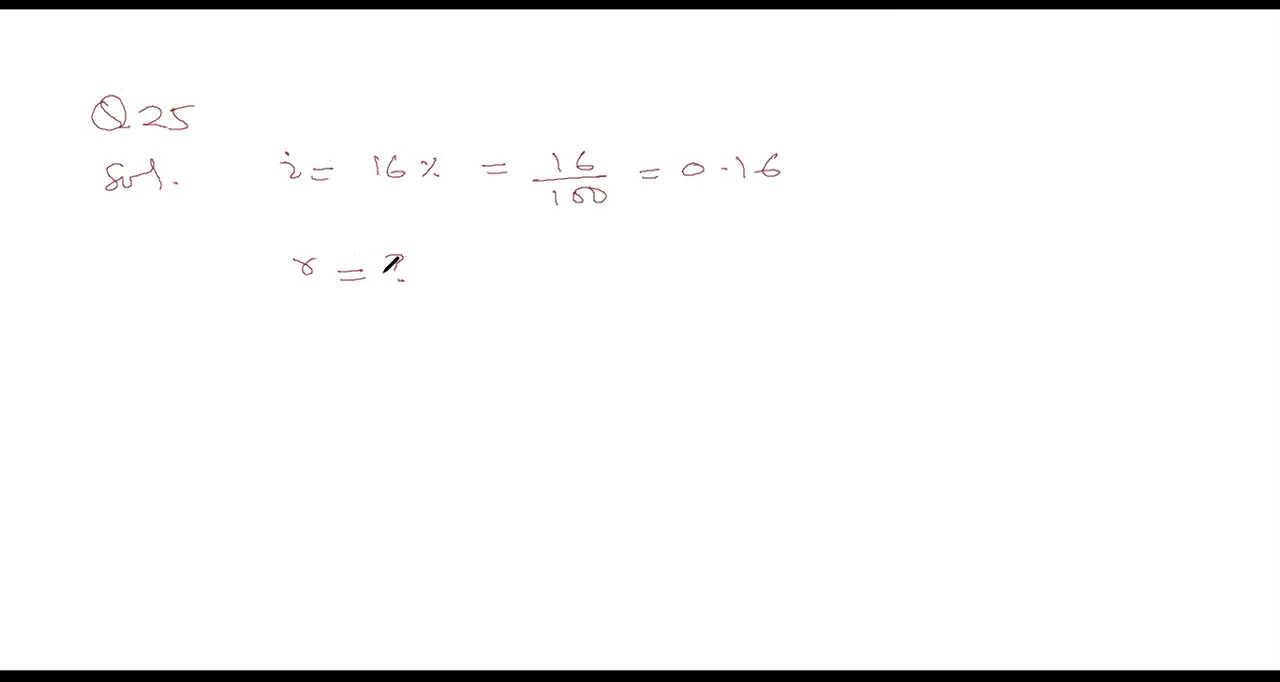 Q25
Sol. i = 16% = 16/100 = 0.16
r = ?